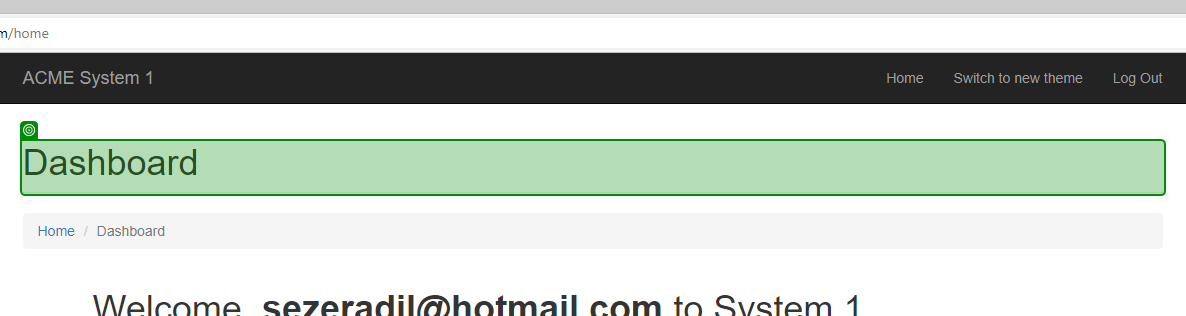 m/home
ACME System 1 Home Switch to new theme Log Out
Dashboard
Home / Dashboard
Welcome, sezeradil@hotmail.com to System 1